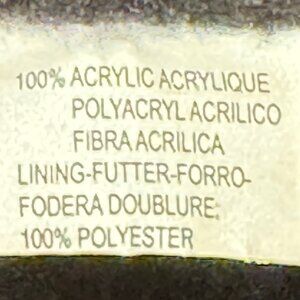 100% ACRYLIC ACRYLIQUE
POLYACRYL ACRILICO
FIBRA ACRILICA
LINING-FUTTER-FORRO-
FODERA DOUBLURE:
100% POLYESTER